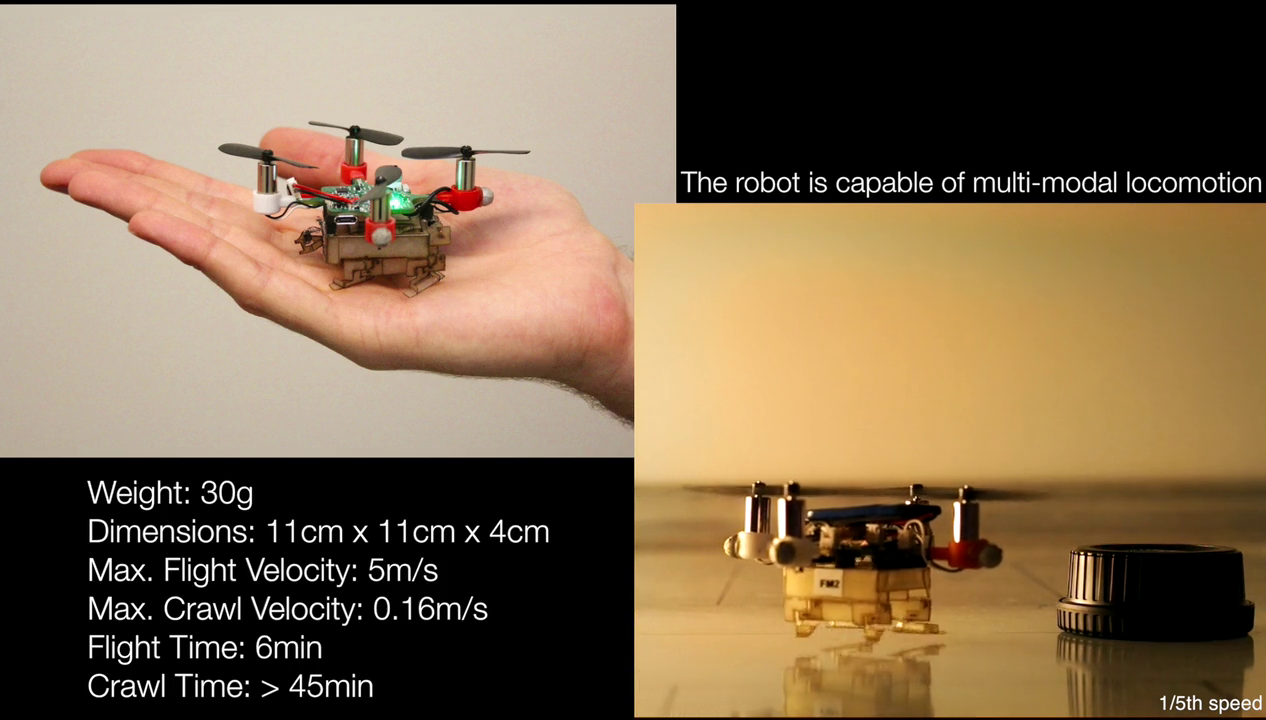 The robot is capable of multi-modal locomotion
Weight: 30g
Dimensions: 11cm x 11cm x 4cm
Max. Flight Velocity: 5m/s
Max. Crawl Velocity: 0.16m/s
Flight Time: 6min
Crawl Time: > 45min
FM2
1/5th speed